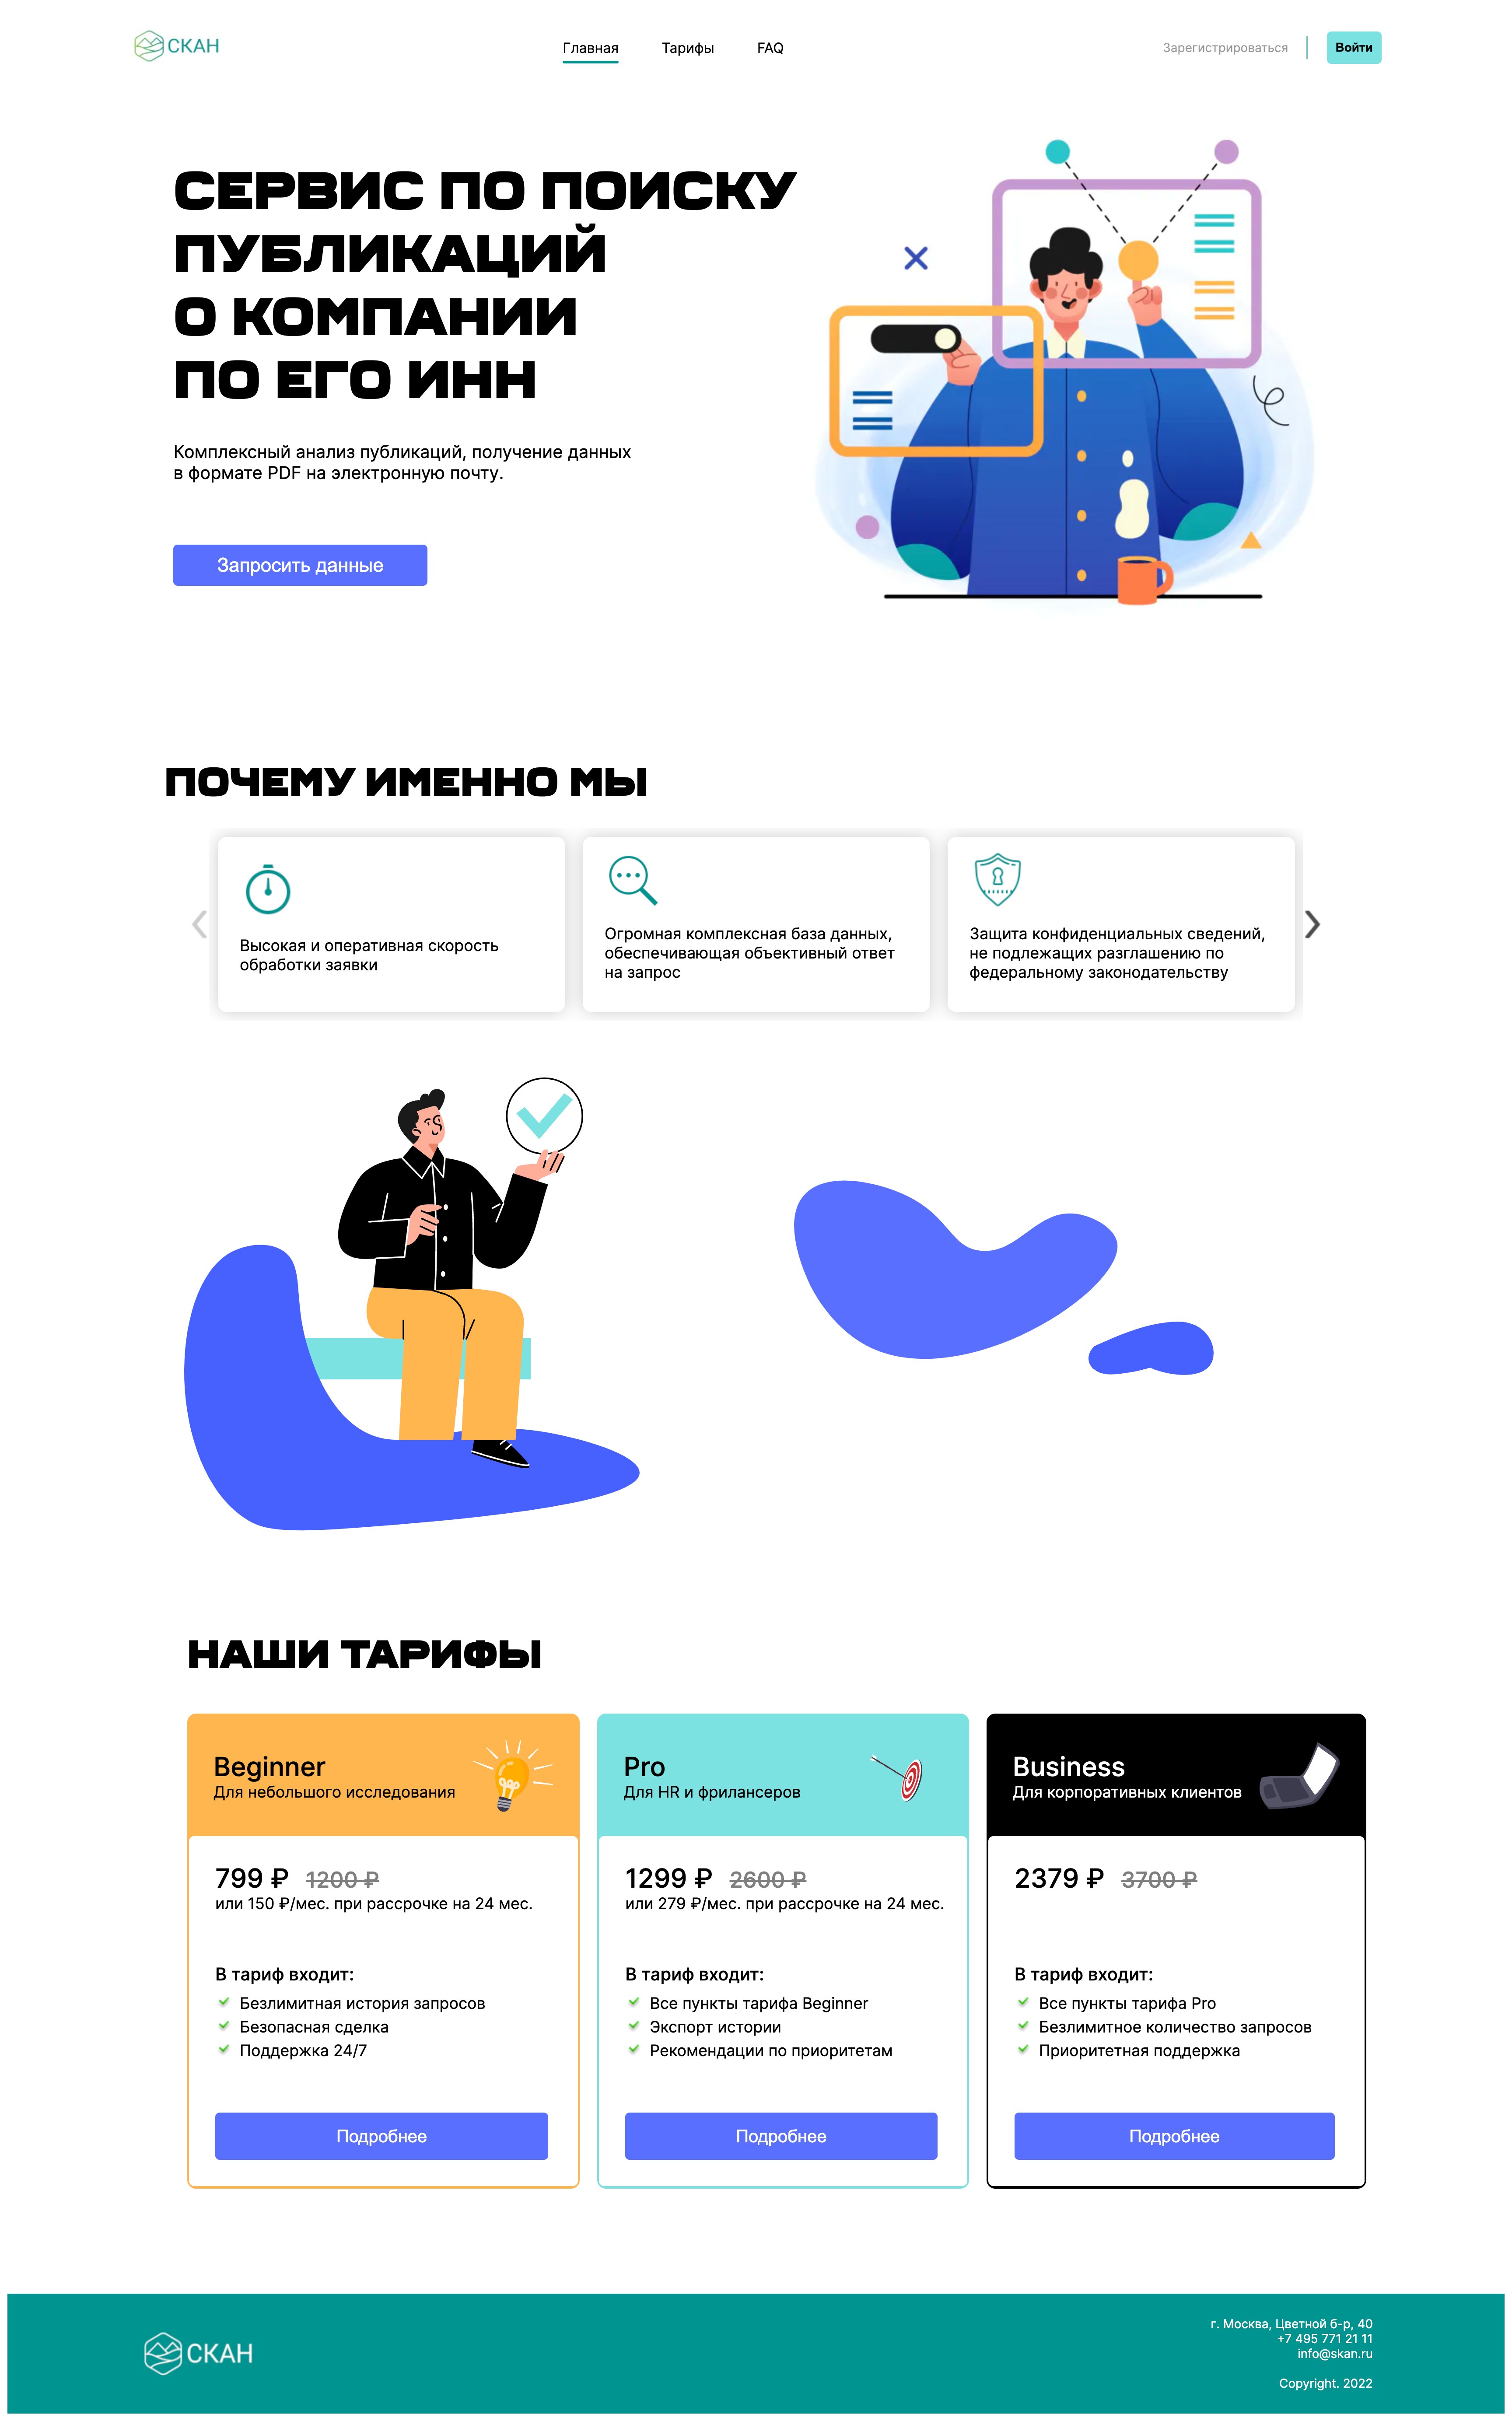 СКАН
Главная
Тарифы
FAQ
Зарегистрироваться
Войти
СЕРВИС ПО ПОИСКУ
ПУБЛИКАЦИЙ
О КОМПАНИИ
ПО ЕГО ИНН
Комплексный анализ публикаций, получение данных
в формате PDF на электронную почту.
Запросить данные
ПОЧЕМУ ИМЕННО МЫ
Высокая и оперативная скорость
обработки заявки
Огромная комплексная база данных,
обеспечивающая объективный ответ
на запрос
Защита конфиденциальных сведений,
не подлежащих разглашению по
федеральному законодательству
НАШИ ТАРИФЫ
Beginner
Для небольшого исследования
799 ₽ 1200 ₽
или 150 ₽/мес. при рассрочке на 24 мес.
В тариф входит:
Безлимитная история запросов
Безопасная сделка
Поддержка 24/7
Подробнее
Pro
Для HR и фрилансеров
1299 ₽ 2600 ₽
или 279 ₽/мес. при рассрочке на 24 мес.
В тариф входит:
Все пункты тарифа Beginner
Экспорт истории
Рекомендации по приоритетам
Подробнее
Business
Для корпоративных клиентов
2379 ₽ 3700 ₽
В тариф входит:
Все пункты тарифа Pro
Безлимитное количество запросов
Приоритетная поддержка
Подробнее
СКАН
г. Москва, Цветной б-р, 40
+7 495 771 21 11
info@skan.ru
Copyright. 2022